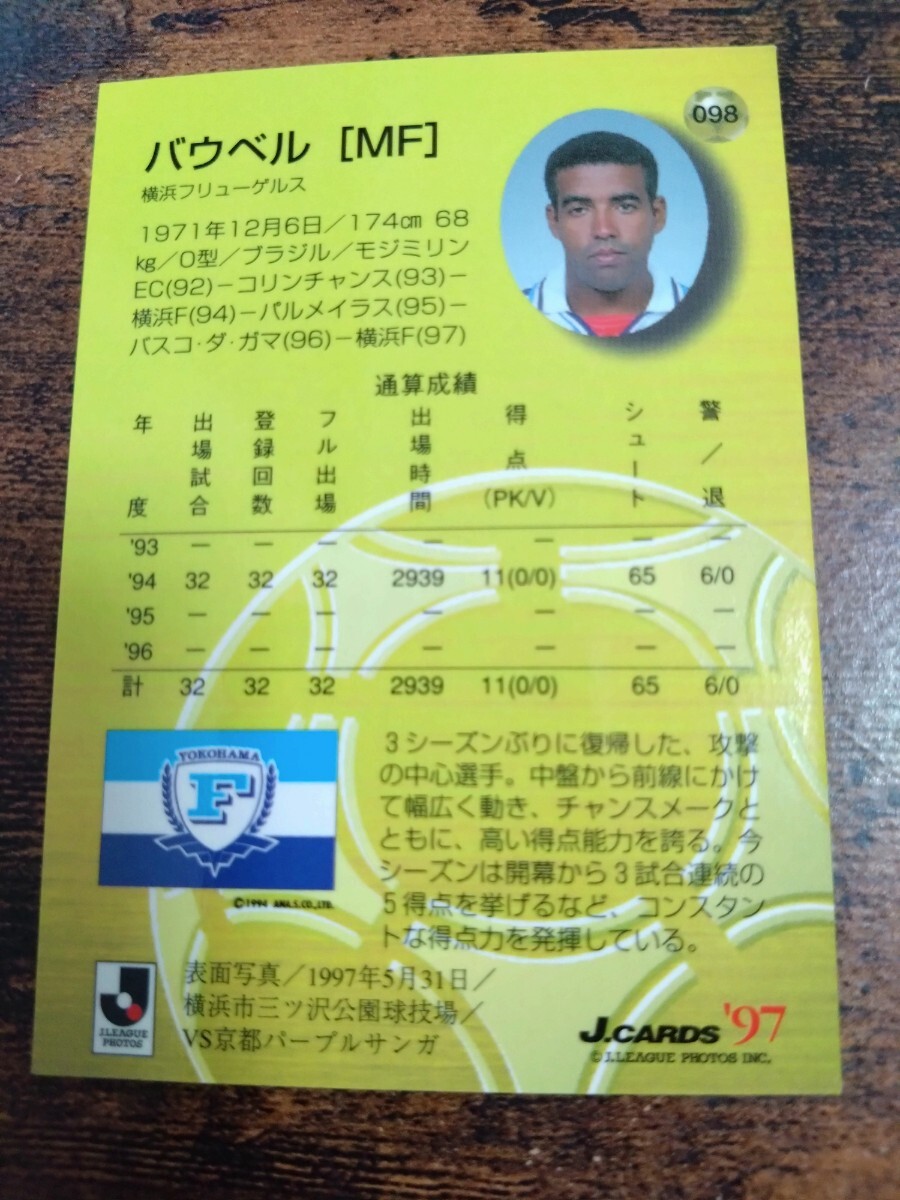 098
バウベル [MF]
横浜フリューゲルス
1971年12月6日／174㎝ 68
㎏／O型／ブラジル／モジミリン
EC(92)−コリンチャンス(93)−
横浜F(94)−パルメイラス(95)−
バスコ・ダ・ガマ(96)−横浜F(97)
通算成績
年度 出場試合 登録回数 フル出場 出場時間 得点(PK/V) シュート 警／退
'93 − − − − − − −
'94 32 32 32 2939 11(0/0) 65 6/0
'95 − − − − − − −
'96 − − − − − − −
計 32 32 32 2939 11(0/0) 65 6/0
YOKOHAMA
F
©1994 ANA.S.CO.,LTD.
3シーズンぶりに復帰した、攻撃
の中心選手。中盤から前線にかけ
て幅広く動き、チャンスメークと
ともに、高い得点能力を誇る。今
シーズンは開幕から3試合連続の
5得点を挙げるなど、コンスタン
トな得点力を発揮している。
J.LEAGUE
PHOTOS
表面写真／1997年5月31日／
横浜市三ツ沢公園球技場／
VS京都パープルサンガ
J.CARDS '97
© J.LEAGUE PHOTOS INC.